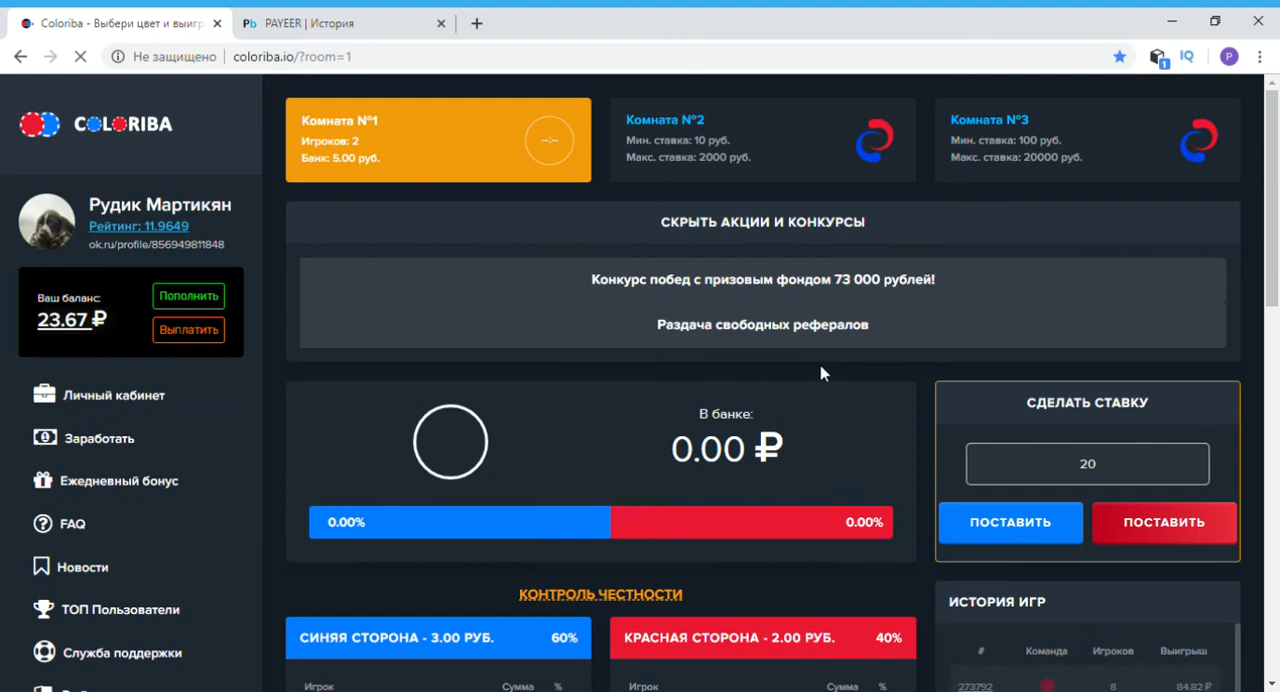 Coloriba - Выбери цвет и выигр
Pb PAYEER | История
Не защищено
coloriba.io/?room=1
IQ
1
P
COLORIBA
Рудик Мартикян
Рейтинг: 11.9649
ok.ru/profile/856949811848
Ваш баланс:
23.67 ₽
Пополнить
Выплатить
Личный кабинет
Заработать
Ежедневный бонус
FAQ
Новости
ТОП Пользователи
Служба поддержки
Комната №1
Игроков: 2
Банк: 5.00 руб.
--:--
Комната №2
Мин. ставка: 10 руб.
Макс. ставка: 2000 руб.
Комната №3
Мин. ставка: 100 руб.
Макс. ставка: 20000 руб.
СКРЫТЬ АКЦИИ И КОНКУРСЫ
Конкурс побед с призовым фондом 73 000 рублей!
Раздача свободных рефералов
В банке:
0.00 ₽
0.00%
0.00%
СДЕЛАТЬ СТАВКУ
20
ПОСТАВИТЬ
ПОСТАВИТЬ
КОНТРОЛЬ ЧЕСТНОСТИ
СИНЯЯ СТОРОНА - 3.00 РУБ. 60%
Игрок Сумма %
КРАСНАЯ СТОРОНА - 2.00 РУБ. 40%
Игрок Сумма %
ИСТОРИЯ ИГР
# Команда Игроков Выигрыш
273792 8 84.82 ₽